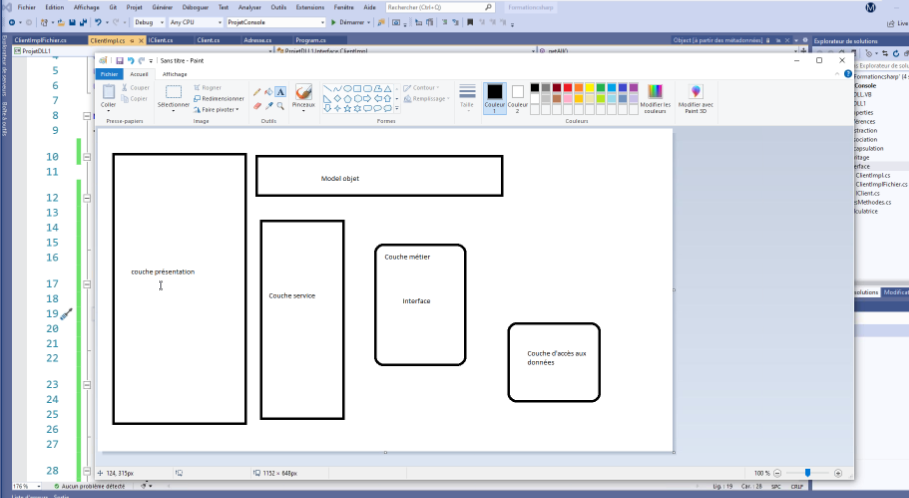 Fichier Edition Affichage Git Projet Générer Déboguer Test Analyser Outils Extensions Fenêtre Aide Rechercher (Ctrl+Q) Formationcsharp
Debug Any CPU ProjetConsole Démarrer Live
ClientImplFichier.cs ClientImpl.cs IClient.cs Client.cs Adresse.cs Program.cs Object [à partir des métadonnées] Explorateur de solutions
ProjetDLL1 ProjetDLL1.Interface.ClientImpl
Sans titre - Paint
Fichier Accueil Affichage
Coller
Couper
Copier
Presse-papiers
Sélectionner
Rogner
Redimensionner
Faire pivoter
Image
Outils
Pinceaux
Contour
Remplissage
Formes
Taille
Couleur 1
Couleur 2
Modifier les couleurs
Couleurs
Modifier avec Paint 3D
Model objet
couche présentation
Couche service
Couche métier
Interface
Couche d'accès aux
données
124, 315px
1152 × 648px
100 %
5
6
7
8
9
10
11
12
13
14
15
16
17
18
19
20
21
22
23
24
25
26
27
28
ClientImpl.cs
ClientImplFichier.cs
IClient.cs
176 % Aucun problème détecté Lig. : 19 Car. : 28 SPC CRLF